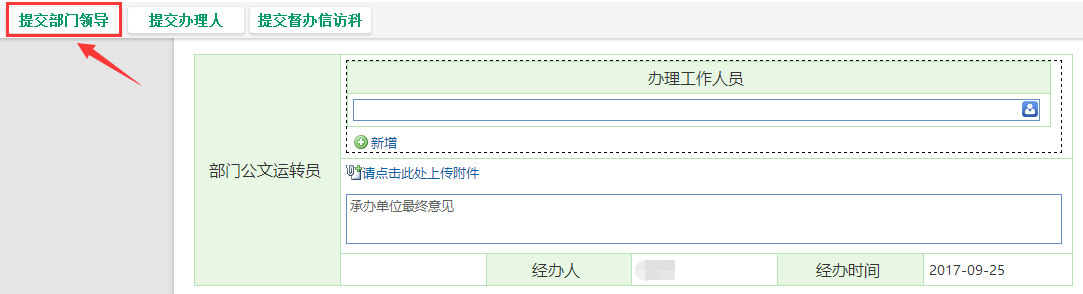 提交部门领导 提交办理人 提交督办信访科
办理工作人员
新增
部门公文运转员
请点击此处上传附件
承办单位最终意见
经办人 经办时间 2017-09-25